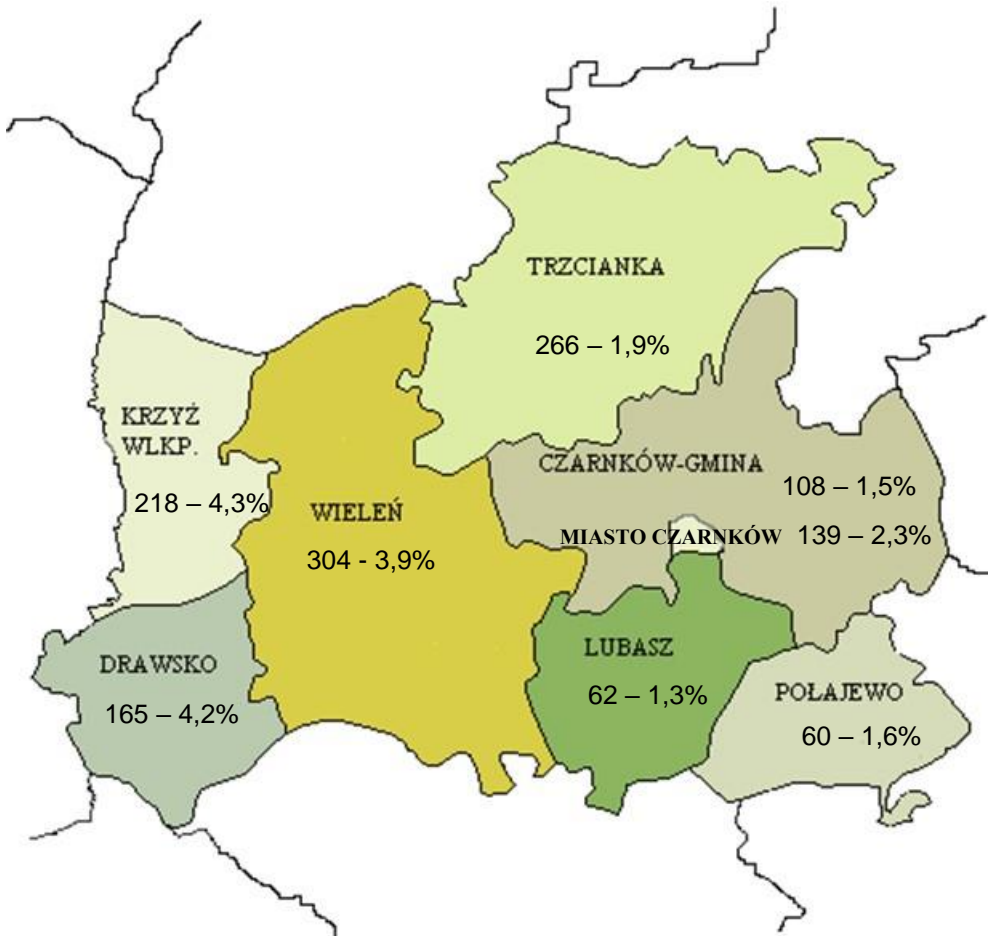 TRZCIANKA
266 – 1,9%
KRZYŻ
WLKP.
218 – 4,3%
WIELEŃ
304 - 3,9%
CZARNKÓW-GMINA
108 – 1,5%
MIASTO CZARNKÓW 139 – 2,3%
DRAWSKO
165 – 4,2%
LUBASZ
62 – 1,3%
POŁAJEWO
60 – 1,6%